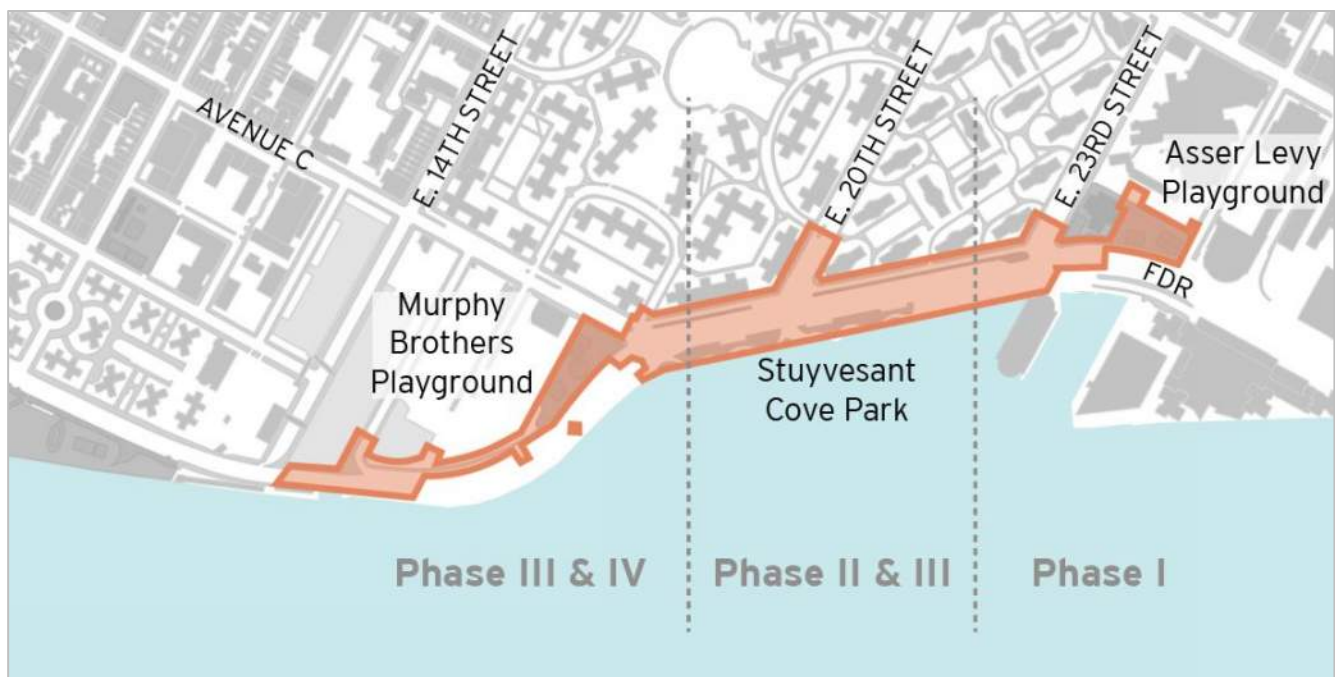 AVENUE C
E. 14TH STREET
E. 20TH STREET
E. 23RD STREET
Asser Levy
Playground
FDR
Murphy
Brothers
Playground
Stuyvesant
Cove Park
Phase III & IV
Phase II & III
Phase I